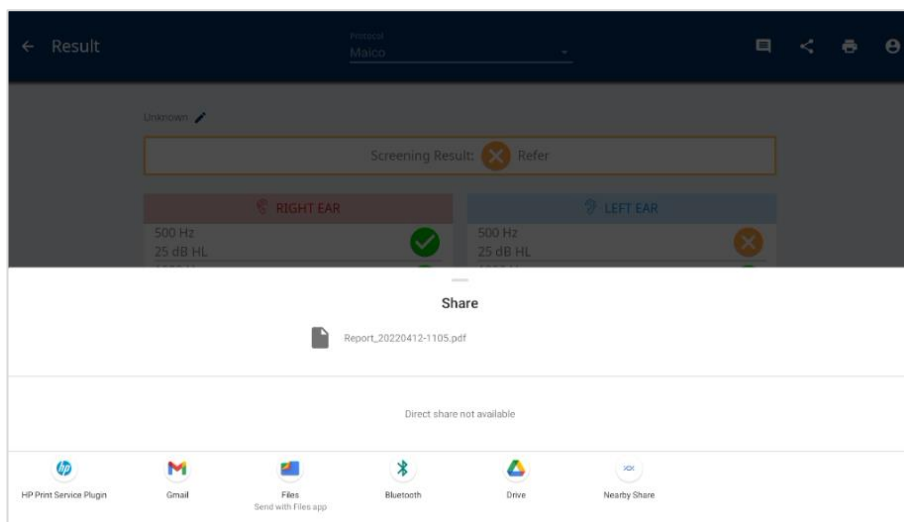 Result
Protocol
Maico
Unknown
Screening Result: Refer
RIGHT EAR
LEFT EAR
500 Hz
25 dB HL
500 Hz
25 dB HL
Share
Report_20220412-1105.pdf
Direct share not available
hp
HP Print Service Plugin
Gmail
Files
Send with Files app
Bluetooth
Drive
Nearby Share